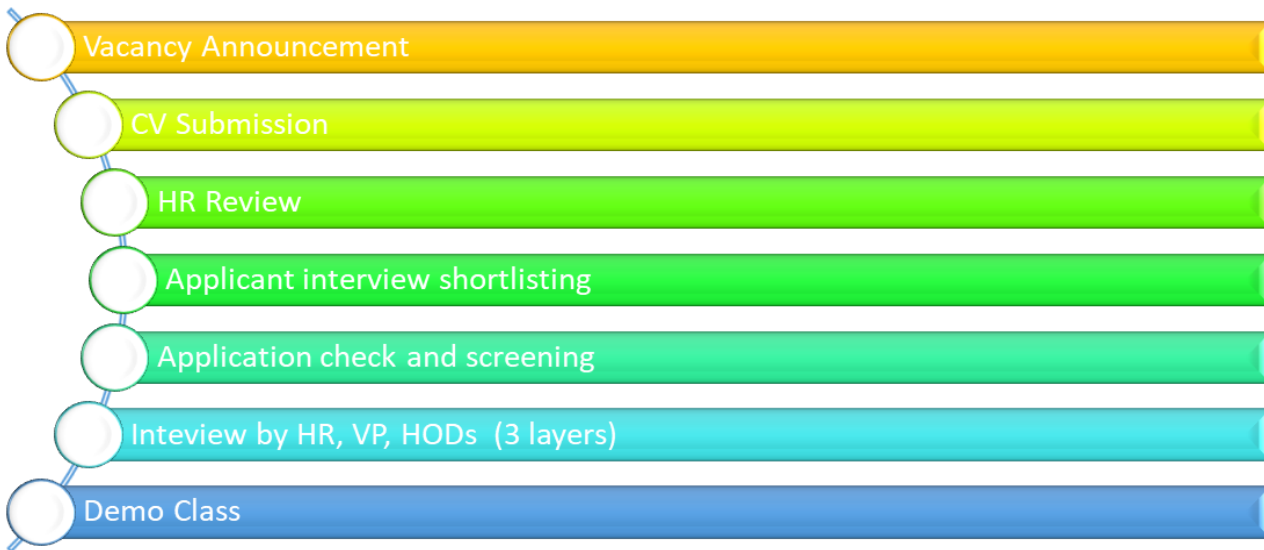 Vacancy Announcement
CV Submission
HR Review
Applicant interview shortlisting
Application check and screening
Inteview by HR, VP, HODs  (3 layers)
Demo Class